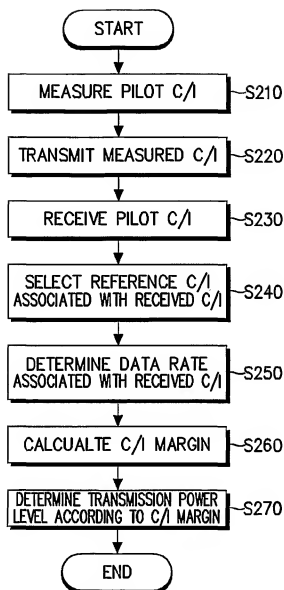 START
MEASURE PILOT C/I
S210
TRANSMIT MEASURED C/I
S220
RECEIVE PILOT C/I
S230
SELECT REFERENCE C/I
ASSOCIATED WITH RECEIVED C/I
S240
DETERMINE DATA RATE
ASSOCIATED WITH RECEIVED C/I
S250
CALCUALTE C/I MARGIN
S260
DETERMINE TRANSMISSION POWER
LEVEL ACCORDING TO C/I MARGIN
S270
END